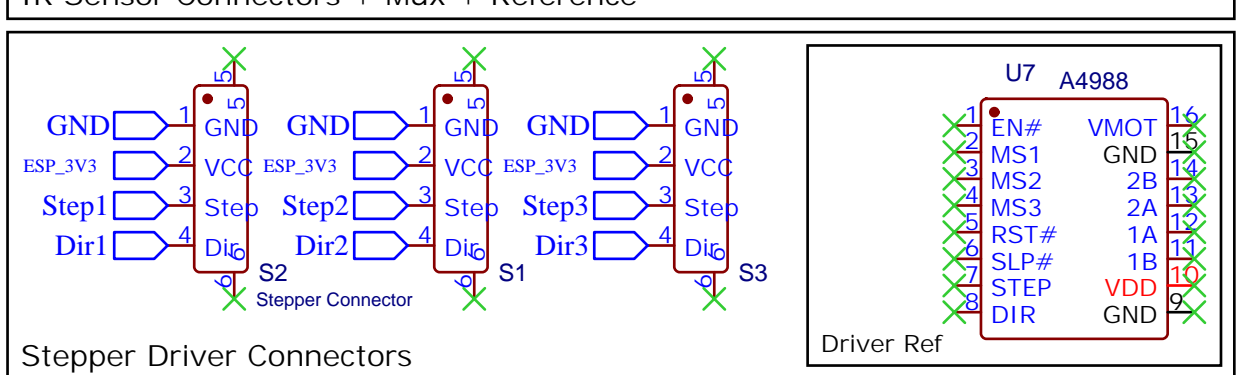 IR Sensor Connectors + Mux + Reference
5 5 5
5 5 5
GND 1 GND GND 1 GND GND 1 GND
ESP_3V3 2 VCC ESP_3V3 2 VCC ESP_3V3 2 VCC
Step1 3 Step Step2 3 Step Step3 3 Step
Dir1 4 Dir Dir2 4 Dir Dir3 4 Dir
6 6 6
6 6 6
S2 S1 S3
Stepper Connector
Stepper Driver Connectors
U7 A4988
1 EN# VMOT 16
2 MS1 GND 15
3 MS2 2B 14
4 MS3 2A 13
5 RST# 1A 12
6 SLP# 1B 11
7 STEP VDD 10
8 DIR GND 9
Driver Ref